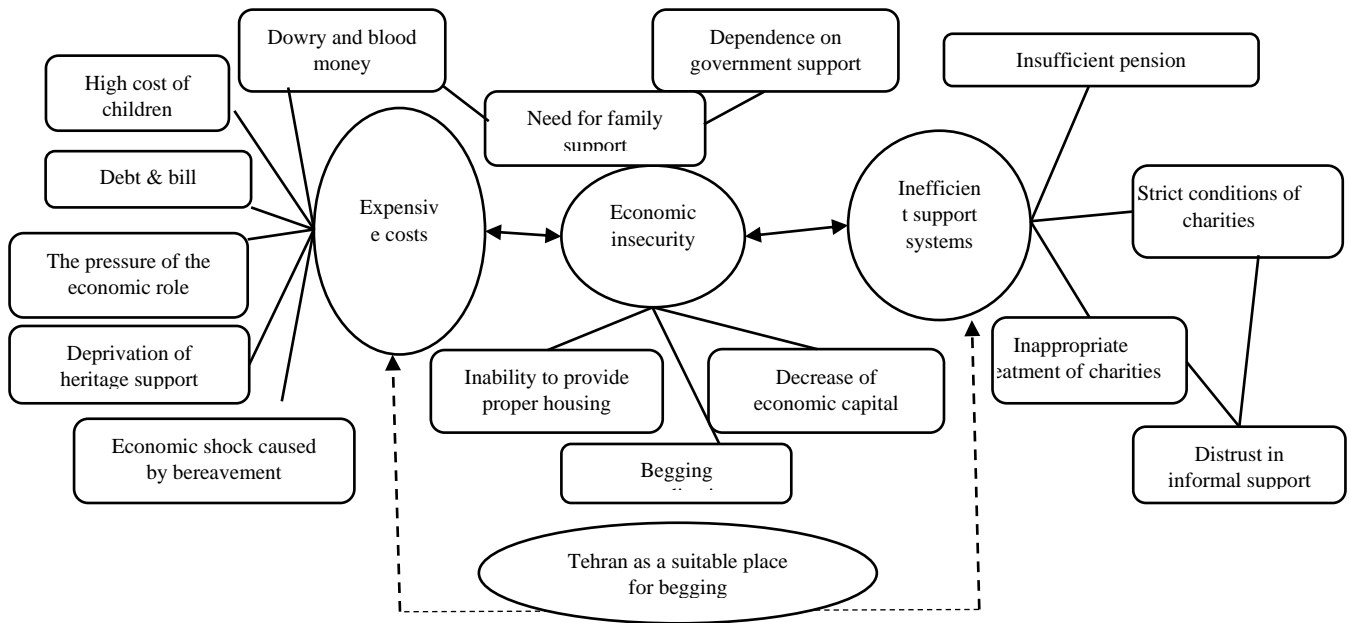 Dowry and blood
money
Dependence on
government support
Insufficient pension
High cost of
children
Need for family
support
Debt & bill
Expensiv
e costs
Economic
insecurity
Inefficien
t support
systems
Strict conditions of
charities
The pressure of the
economic role
Deprivation of
heritage support
Inability to provide
proper housing
Decrease of
economic capital
Inappropriate
eatment of charities
Economic shock caused
by bereavement
Begging
Distrust in
informal support
Tehran as a suitable place
for begging